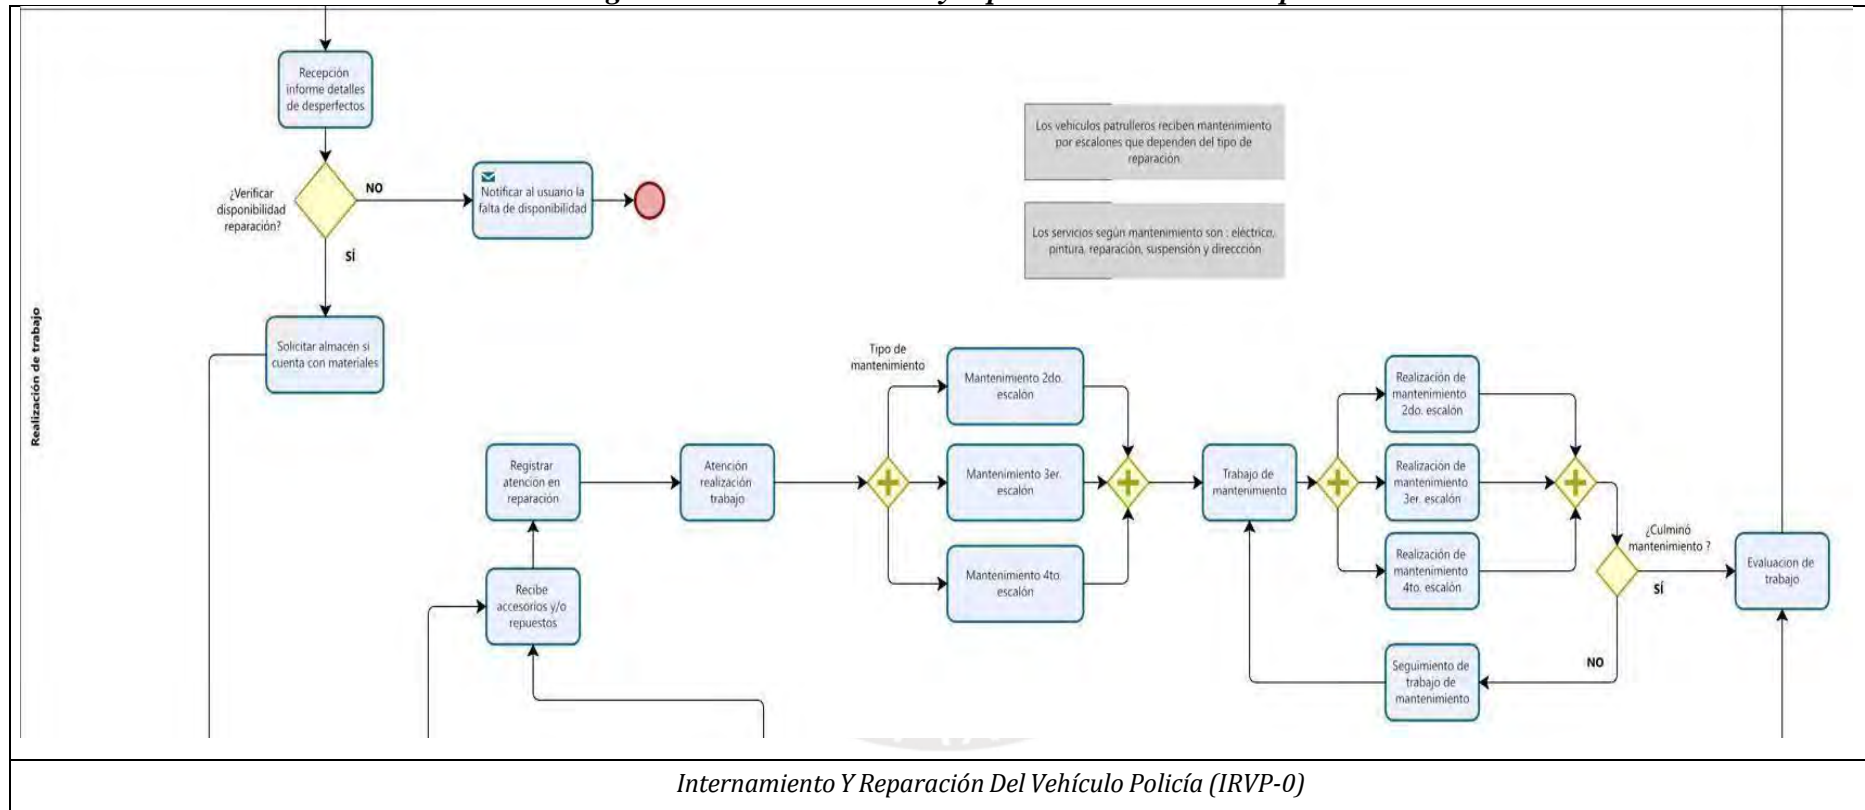 Realización de trabajo
Recepción
informe detalles
de desperfectos
¿Verificar
disponibilidad
reparación?
NO
Notificar al usuario la
falta de disponibilidad
SÍ
Solicitar almacén si
cuenta con materiales
Los vehículos patrulleros reciben mantenimiento
por escalones que dependen del tipo de
reparación
Los servicios según mantenimiento son : eléctrico,
pintura, reparación, suspensión y direccción
Recibe
accesorios y/o
repuestos
Registrar
atención en
reparación
Atención
realización
trabajo
Tipo de
mantenimiento
Mantenimiento 2do.
escalón
Mantenimiento 3er.
escalón
Mantenimiento 4to.
escalón
Trabajo de
mantenimiento
Realización de
mantenimiento
2do. escalón
Realización de
mantenimiento
3er. escalón
Realización de
mantenimiento
4to. escalón
¿Culminó
mantenimiento ?
SÍ
NO
Seguimiento de
trabajo de
mantenimiento
Evaluacion de
trabajo
Internamiento Y Reparación Del Vehículo Policía (IRVP-0)